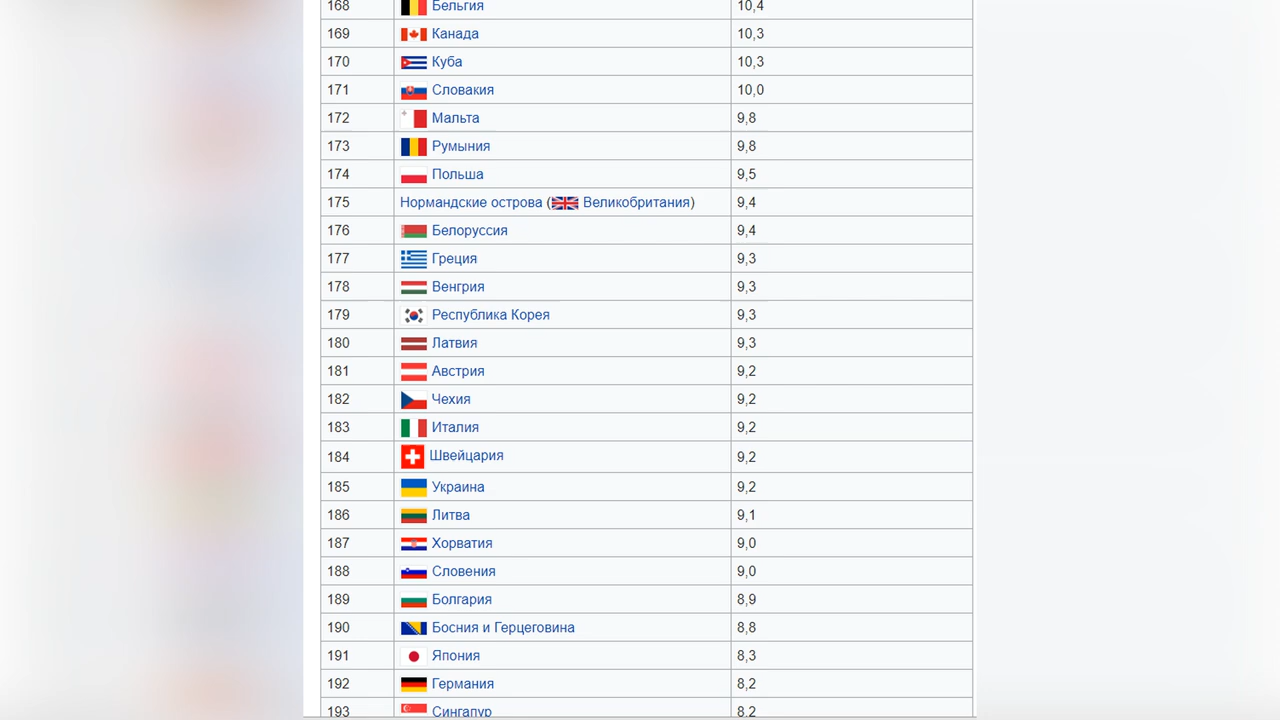 168 Бельгия 10,4
169 Канада 10,3
170 Куба 10,3
171 Словакия 10,0
172 Мальта 9,8
173 Румыния 9,8
174 Польша 9,5
175 Нормандские острова (Великобритания) 9,4
176 Белоруссия 9,4
177 Греция 9,3
178 Венгрия 9,3
179 Республика Корея 9,3
180 Латвия 9,3
181 Австрия 9,2
182 Чехия 9,2
183 Италия 9,2
184 Швейцария 9,2
185 Украина 9,2
186 Литва 9,1
187 Хорватия 9,0
188 Словения 9,0
189 Болгария 8,9
190 Босния и Герцеговина 8,8
191 Япония 8,3
192 Германия 8,2
193 Сингапур 8,2